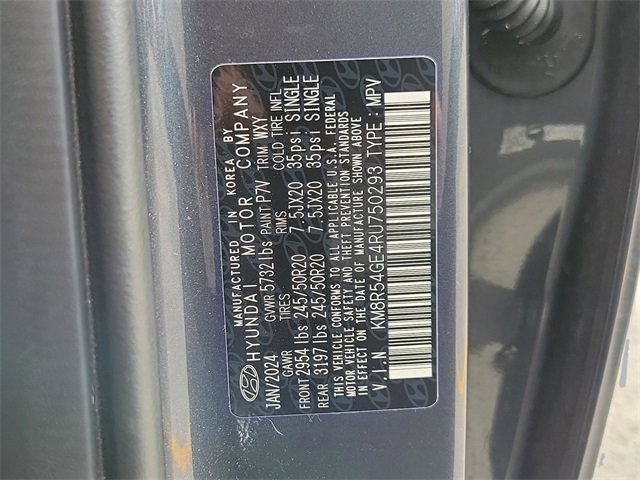 MANUFACTURED IN KOREA BY
HYUNDAI MOTOR COMPANY
JAN/2024 GVWR 5732 lbs PAINT P7V TRIM WXY
GAWR TIRES RIMS COLD TIRE INFL
FRONT 2954 lbs 245/50R20 7.5JX20 35psi SINGLE
REAR 3197 lbs 245/50R20 7.5JX20 35psi SINGLE
THIS VEHICLE CONFORMS TO ALL APPLICABLE U.S.A. FEDERAL
MOTOR VEHICLE SAFETY AND THEFT PREVENTION STANDARDS
IN EFFECT ON THE DATE OF MANUFACTURE SHOWN ABOVE
V.I.N KM8R54GE4RU750293 TYPE : MPV